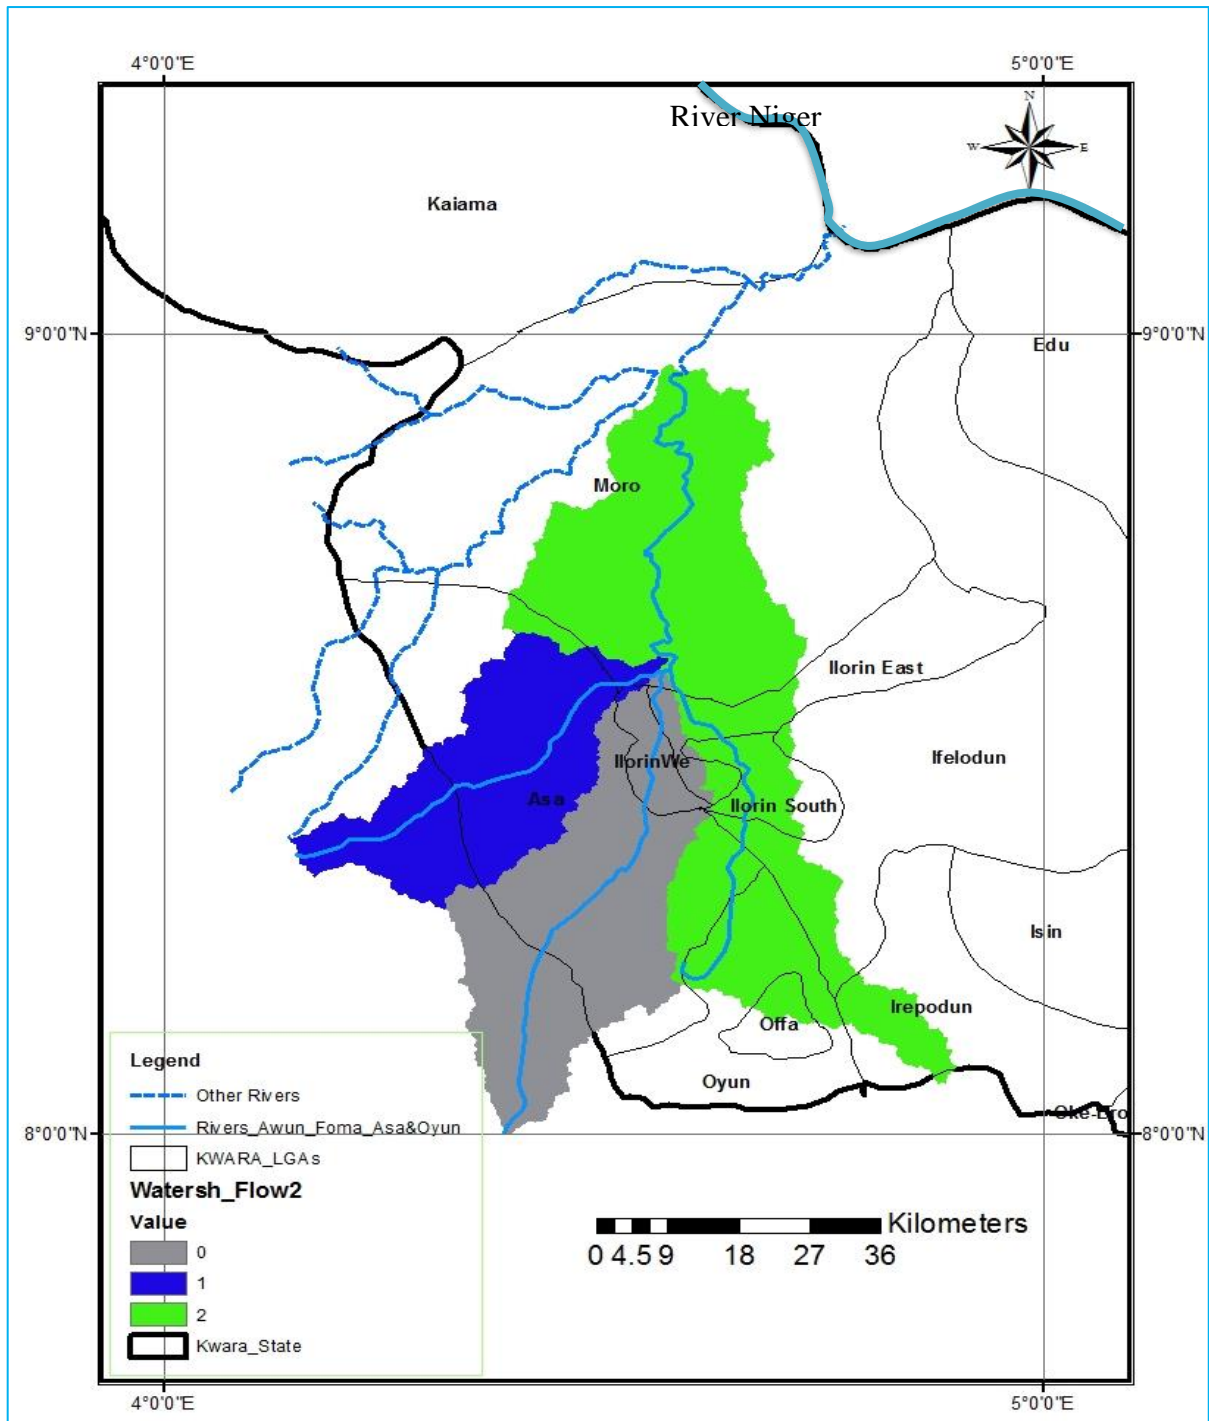 4°0'0"E
5°0'0"E
River Niger
N
W
E
Kaiama
9°0'0"N
9°0'0"N
Edu
Moro
Ilorin East
Ifelodun
IlorinWe
Asa
Ilorin South
Isin
Irepodun
Offa
Oyun
Oke-Ero
8°0'0"N
8°0'0"N
Legend
Other Rivers
Rivers_Awun_Foma_Asa&Oyun
KWARA_LGAs
Watersh_Flow2
Value
0
1
2
Kwara_State
Kilometers
0 4.5 9 18 27 36
4°0'0"E
5°0'0"E